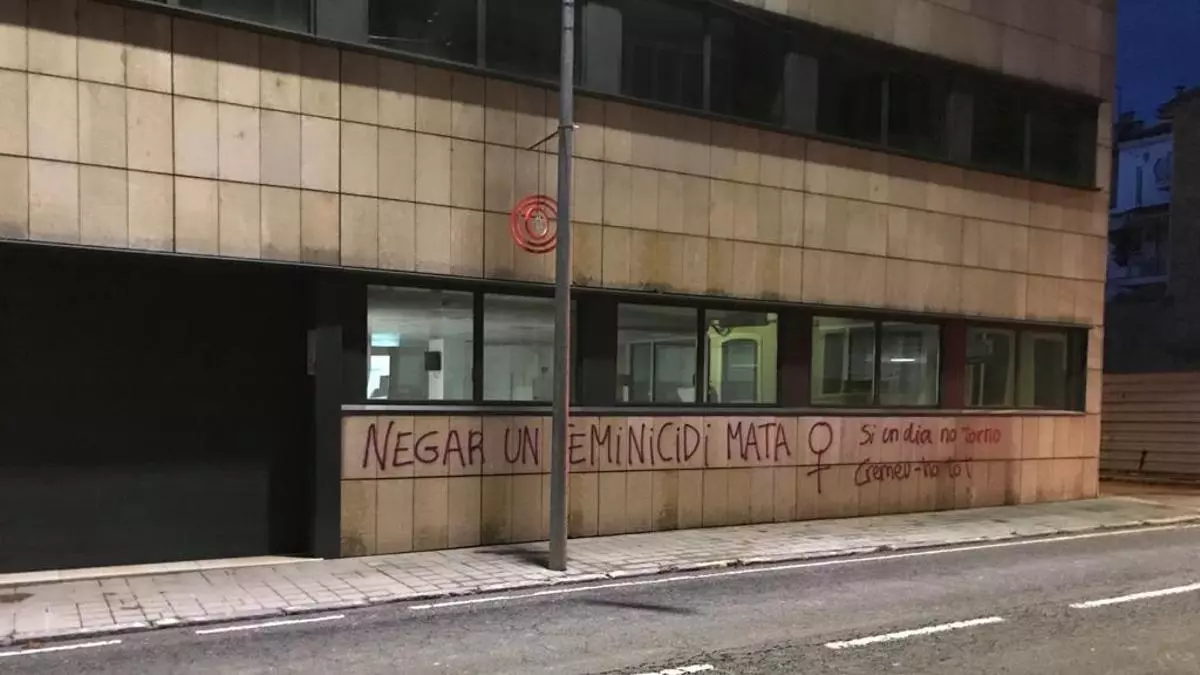 NEGAR UN FEMiNiCiDi MATA ♀
Si un dia no Torno
Cremeu-ho ToT